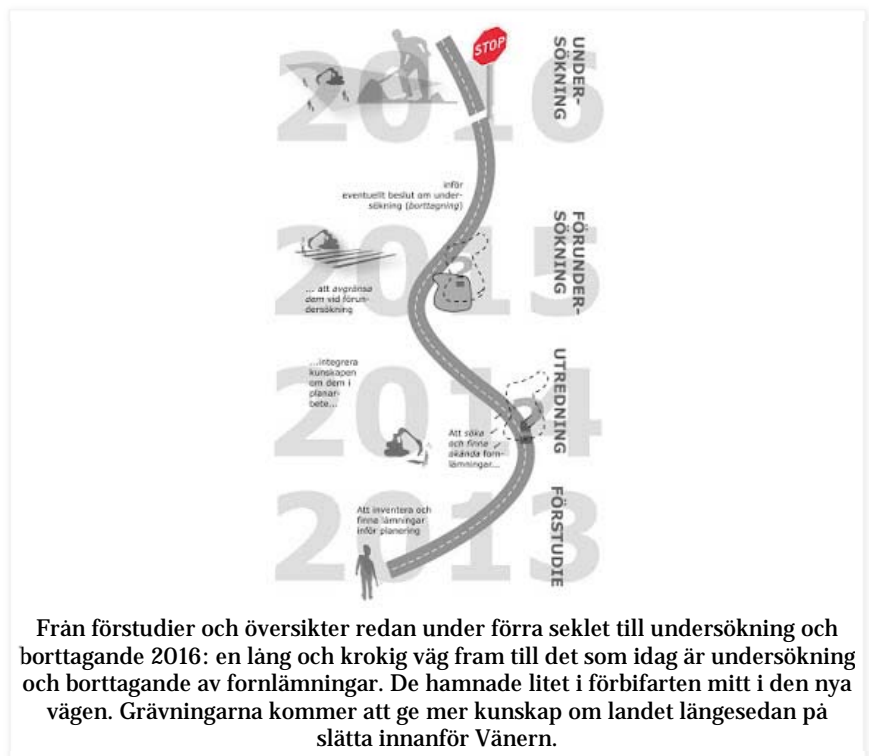 2016
STOP
UNDER-
SÖKNING
inför
eventuellt beslut om under-
sökning (borttagning)
2015
FÖRUNDER-
SÖKNING
... att avgränsa
dem vid förun-
dersökning
2014
UTREDNING
...integrera
kunskapen
om dem i
planar-
bete...
Att söka
och finna
okända forn-
lämningar...
2013
FÖRSTUDIE
Att inventera och
finna lämningar
inför planering
Från förstudier och översikter redan under förra seklet till undersökning och
borttagande 2016: en lång och krokig väg fram till det som idag är undersökning
och borttagande av fornlämningar. De hamnade litet i förbifarten mitt i den nya
vägen. Grävningarna kommer att ge mer kunskap om landet längesedan på
slätta innanför Vänern.